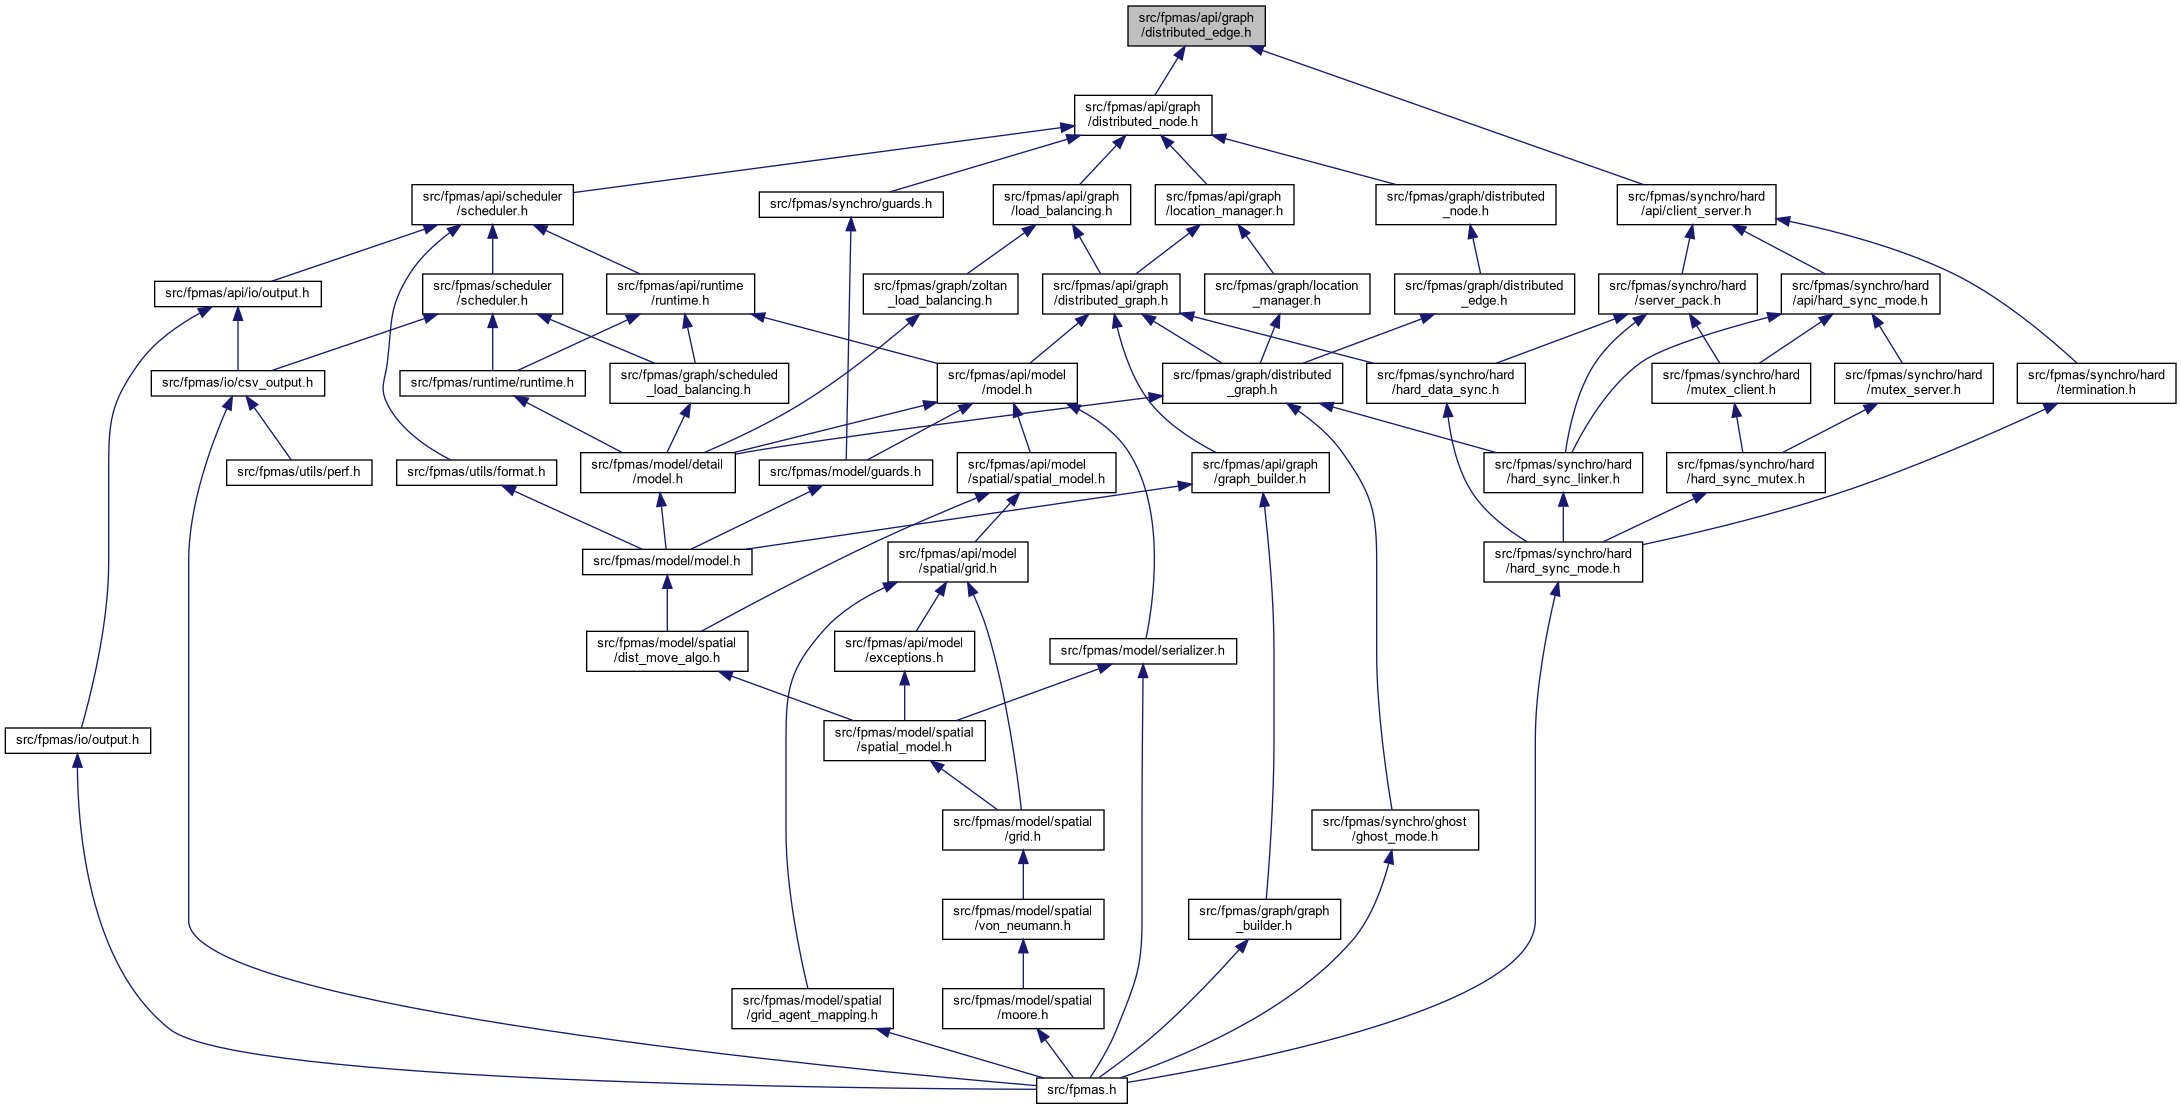 src/fpmas/api/graph
/distributed_edge.h
src/fpmas/api/graph
/distributed_node.h
src/fpmas/api/scheduler
/scheduler.h
src/fpmas/synchro/guards.h
src/fpmas/api/graph
/load_balancing.h
src/fpmas/api/graph
/location_manager.h
src/fpmas/graph/distributed
_node.h
src/fpmas/synchro/hard
/api/client_server.h
src/fpmas/api/io/output.h
src/fpmas/scheduler
/scheduler.h
src/fpmas/api/runtime
/runtime.h
src/fpmas/graph/zoltan
_load_balancing.h
src/fpmas/api/graph
/distributed_graph.h
src/fpmas/graph/location
_manager.h
src/fpmas/graph/distributed
_edge.h
src/fpmas/synchro/hard
/server_pack.h
src/fpmas/synchro/hard
/api/hard_sync_mode.h
src/fpmas/io/csv_output.h
src/fpmas/runtime/runtime.h
src/fpmas/graph/scheduled
_load_balancing.h
src/fpmas/api/model
/model.h
src/fpmas/graph/distributed
_graph.h
src/fpmas/synchro/hard
/hard_data_sync.h
src/fpmas/synchro/hard
/mutex_client.h
src/fpmas/synchro/hard
/mutex_server.h
src/fpmas/synchro/hard
/termination.h
src/fpmas/utils/perf.h
src/fpmas/utils/format.h
src/fpmas/model/detail
/model.h
src/fpmas/model/guards.h
src/fpmas/api/model
spatial/spatial_model.h
src/fpmas/api/graph
/graph_builder.h
src/fpmas/synchro/hard
/hard_sync_linker.h
src/fpmas/synchro/hard
/hard_sync_mutex.h
src/fpmas/model/model.h
src/fpmas/api/model
/spatial/grid.h
src/fpmas/synchro/hard
/hard_sync_mode.h
src/fpmas/model/spatial
/dist_move_algo.h
src/fpmas/api/model
/exceptions.h
src/fpmas/model/serializer.h
src/fpmas/io/output.h
src/fpmas/model/spatial
/spatial_model.h
src/fpmas/model/spatial
/grid.h
src/fpmas/synchro/ghost
/ghost_mode.h
src/fpmas/model/spatial
/von_neumann.h
src/fpmas/graph/graph
_builder.h
src/fpmas/model/spatial
/grid_agent_mapping.h
src/fpmas/model/spatial
/moore.h
src/fpmas.h